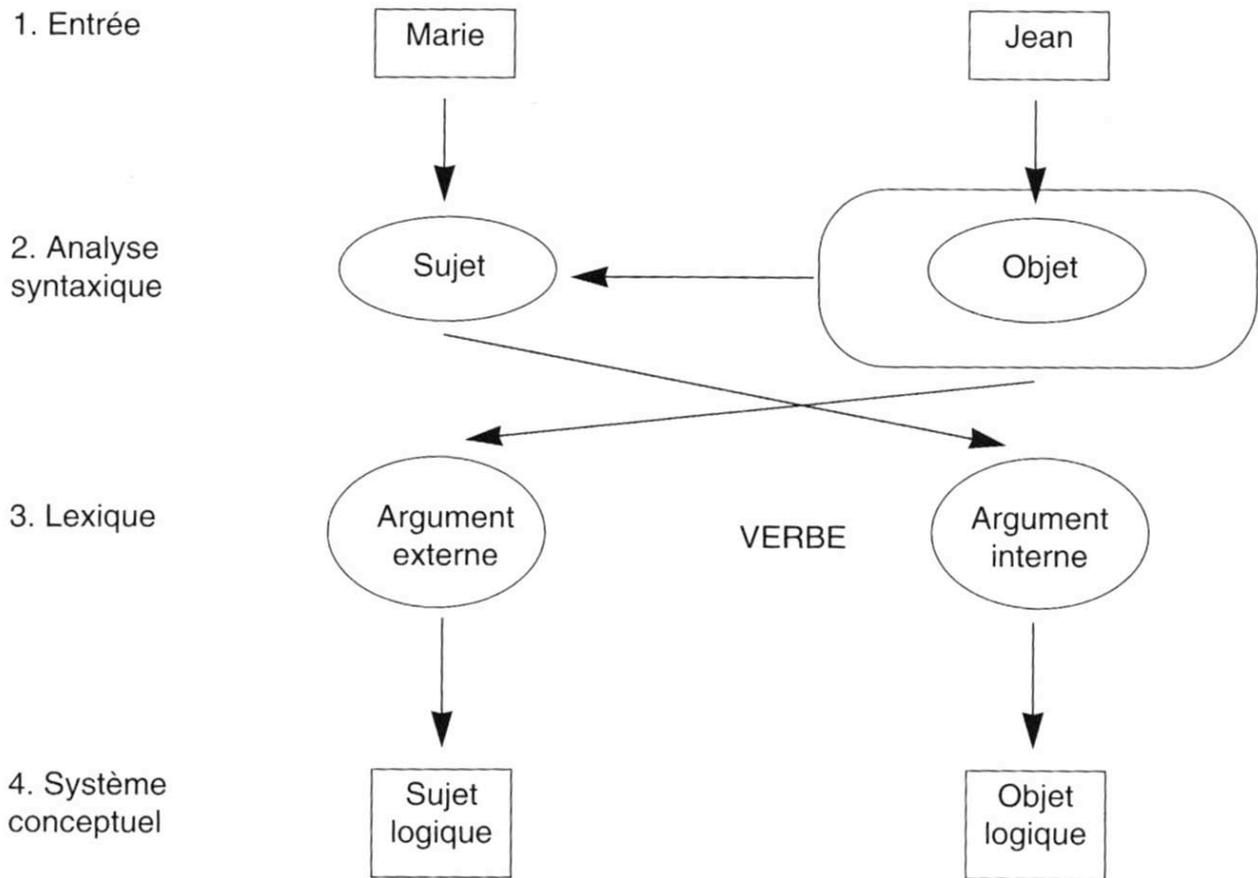 1. Entrée
Marie
Jean
2. Analyse
syntaxique
Sujet
Objet
3. Lexique
Argument
externe
VERBE
Argument
interne
4. Système
conceptuel
Sujet
logique
Objet
logique